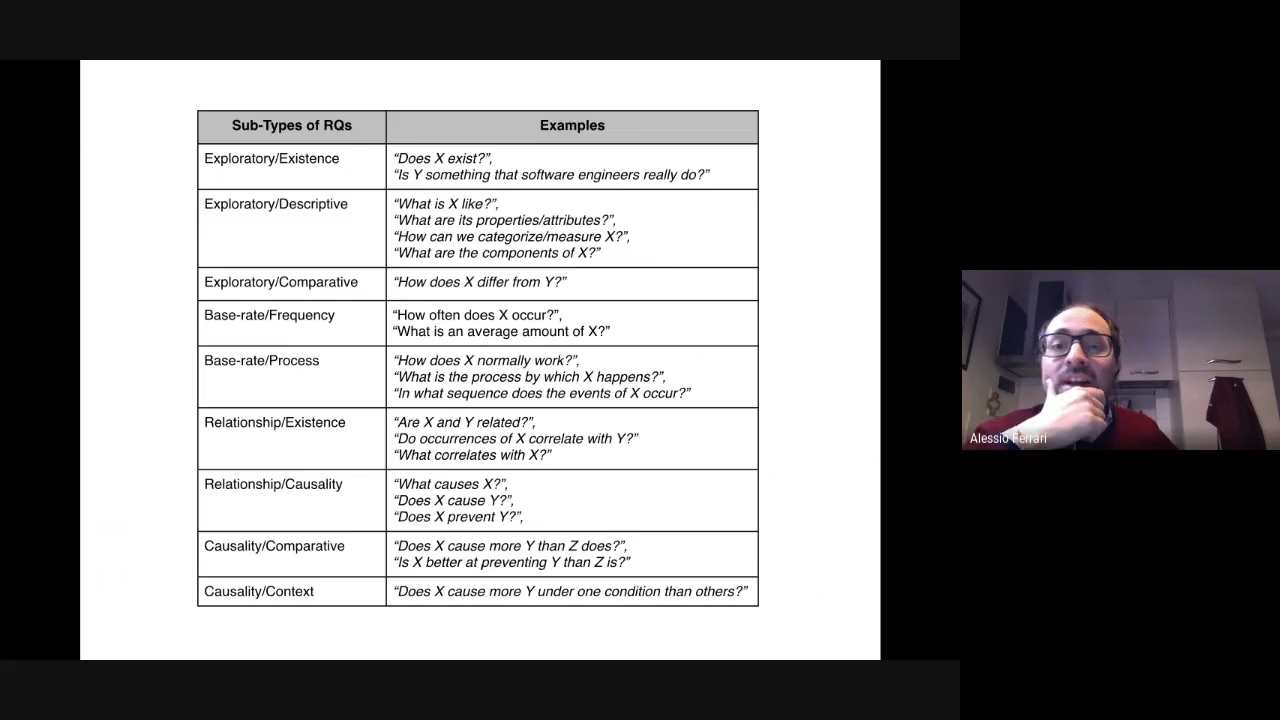 Sub-Types of RQs Examples
Exploratory/Existence “Does X exist?”,
“Is Y something that software engineers really do?”
Exploratory/Descriptive “What is X like?”,
“What are its properties/attributes?”,
“How can we categorize/measure X?”,
“What are the components of X?”
Exploratory/Comparative “How does X differ from Y?”
Base-rate/Frequency “How often does X occur?”,
“What is an average amount of X?”
Base-rate/Process “How does X normally work?”,
“What is the process by which X happens?”,
“In what sequence does the events of X occur?”
Relationship/Existence “Are X and Y related?”,
“Do occurrences of X correlate with Y?”
“What correlates with X?”
Relationship/Causality “What causes X?”,
“Does X cause Y?”,
“Does X prevent Y?”,
Causality/Comparative “Does X cause more Y than Z does?”,
“Is X better at preventing Y than Z is?”
Causality/Context “Does X cause more Y under one condition than others?”
Alessio Ferrari